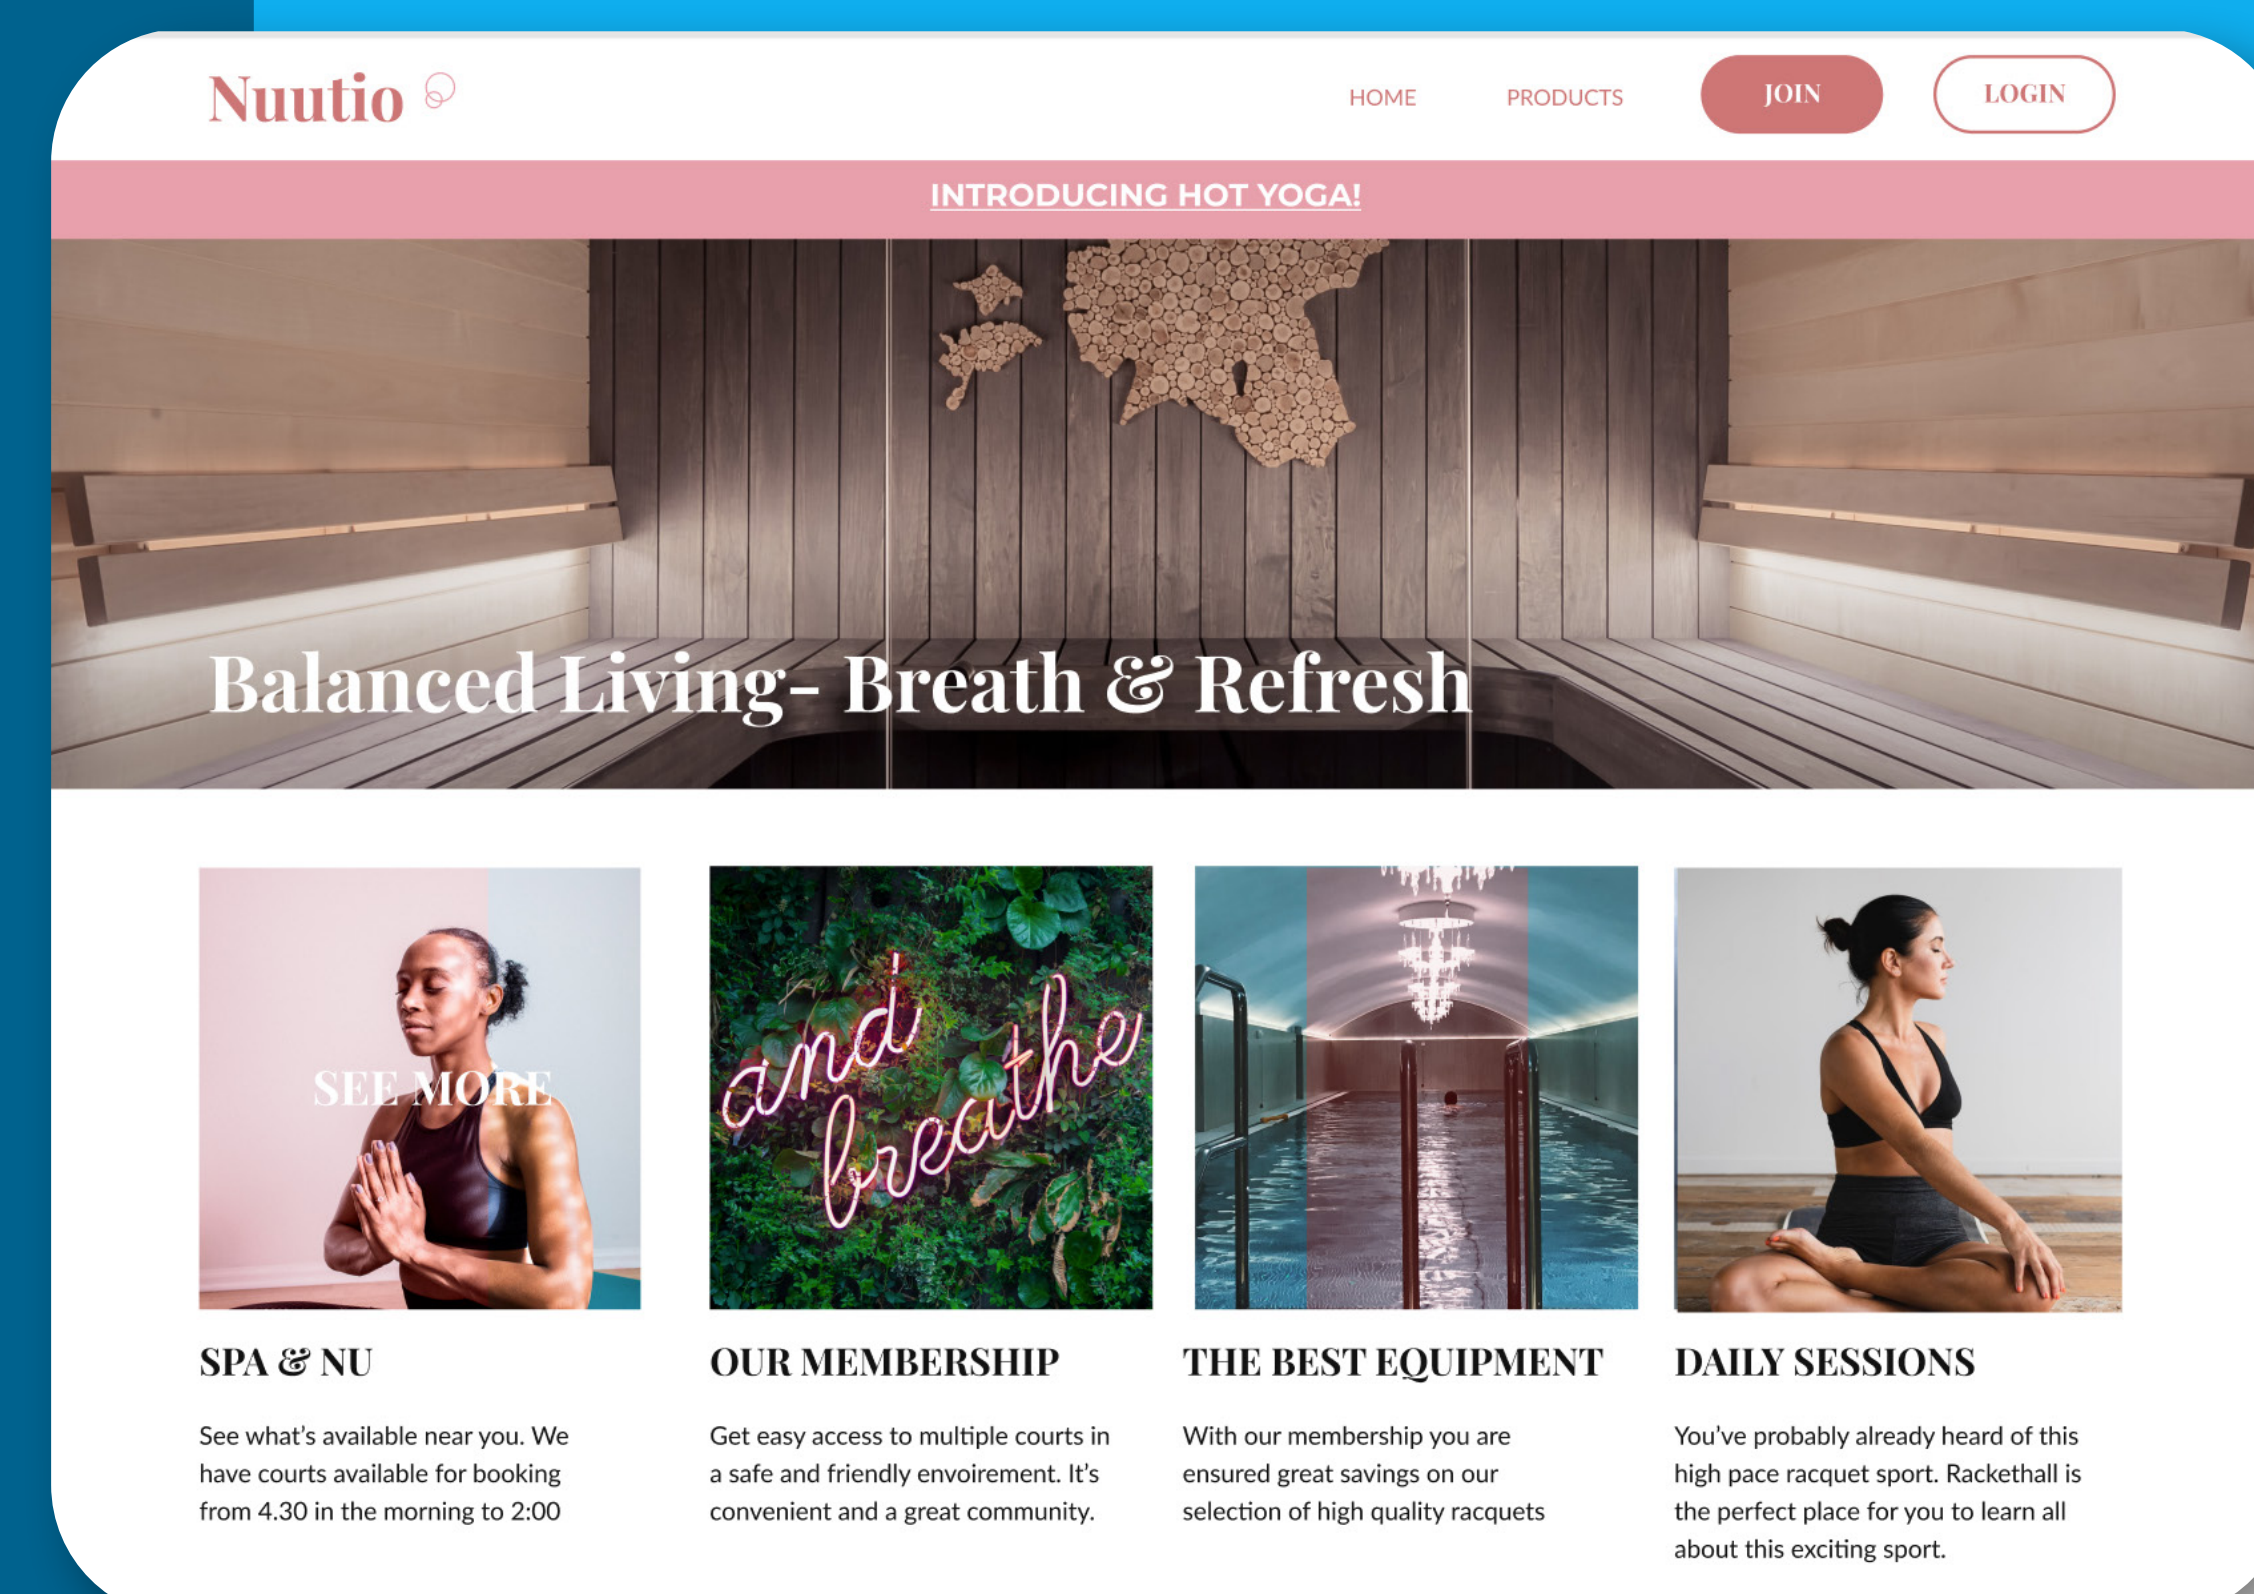 Nuutio
HOME
PRODUCTS
JOIN
LOGIN
INTRODUCING HOT YOGA!
Balanced Living- Breath & Refresh
SEE MORE
and
breathe
SPA & NU
See what's available near you. We
have courts available for booking
from 4.30 in the morning to 2:00
OUR MEMBERSHIP
Get easy access to multiple courts in
a safe and friendly envoirement. It's
convenient and a great community.
THE BEST EQUIPMENT
With our membership you are
ensured great savings on our
selection of high quality racquets
DAILY SESSIONS
You've probably already heard of this
high pace racquet sport. Rackethall is
the perfect place for you to learn all
about this exciting sport.